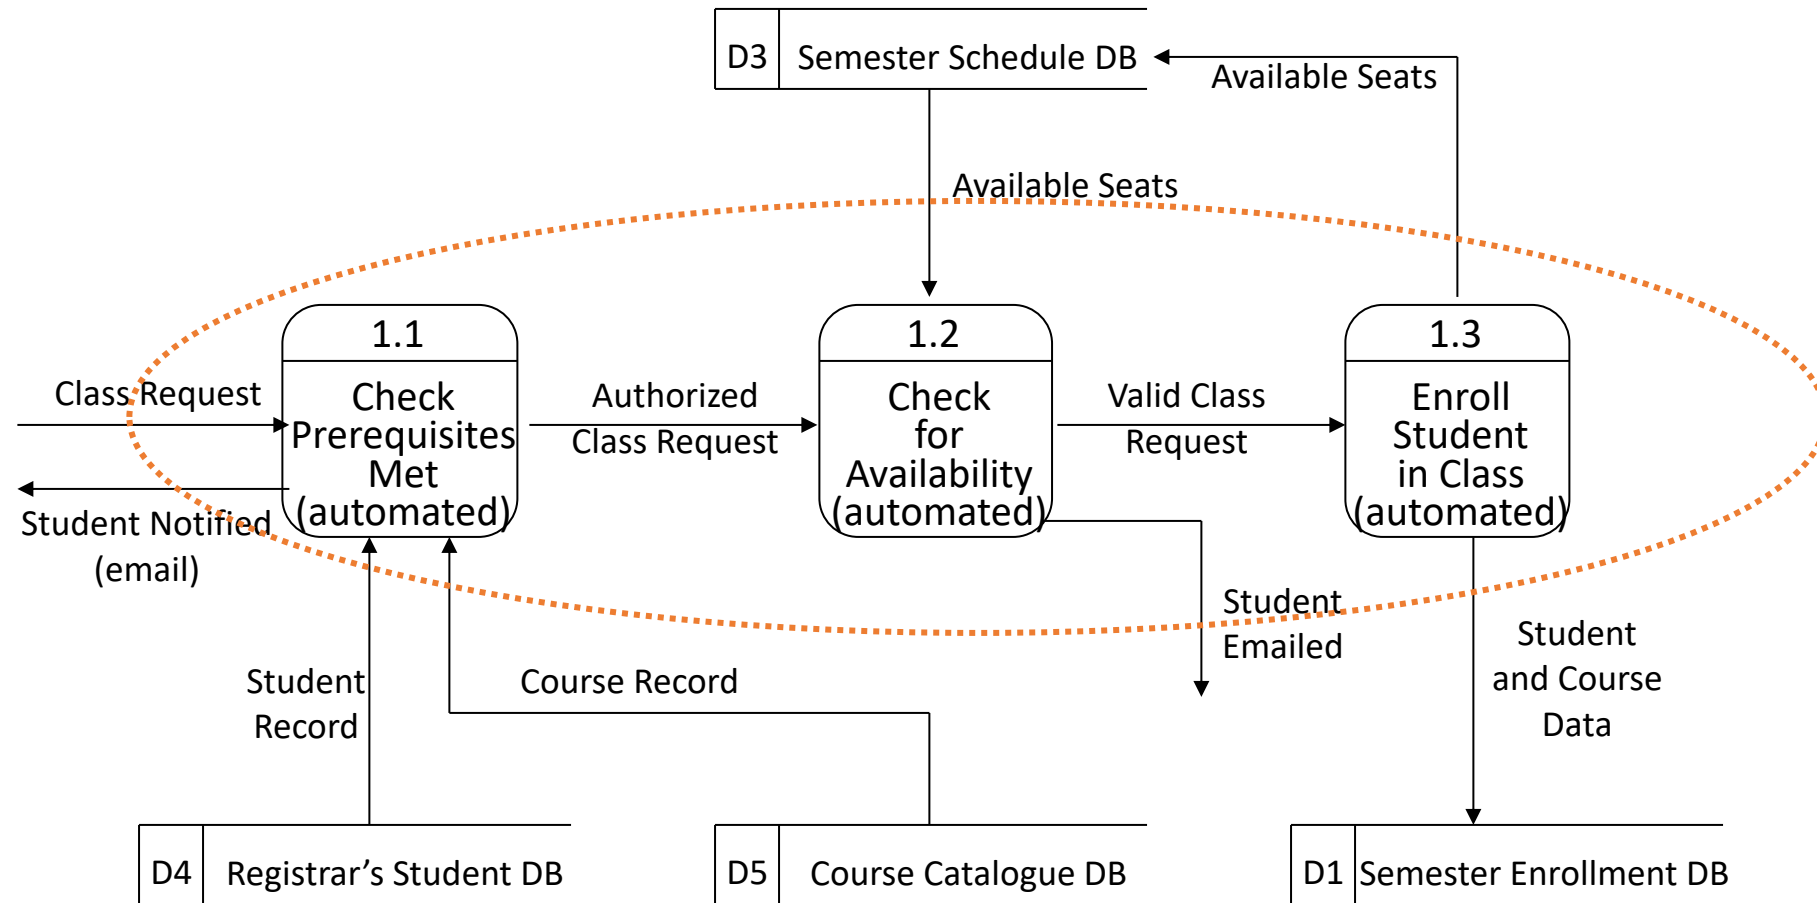 D3 Semester Schedule DB
Available Seats
Available Seats
1.1
Check
Prerequisites
Met
(automated)
1.2
Check
for
Availability
(automated)
1.3
Enroll
Student
in Class
(automated)
Class Request
Authorized
Class Request
Valid Class
Request
Student Notified
(email)
Student
Emailed
Student
and Course
Data
Student
Record
Course Record
D4 Registrar’s Student DB
D5 Course Catalogue DB
D1 Semester Enrollment DB